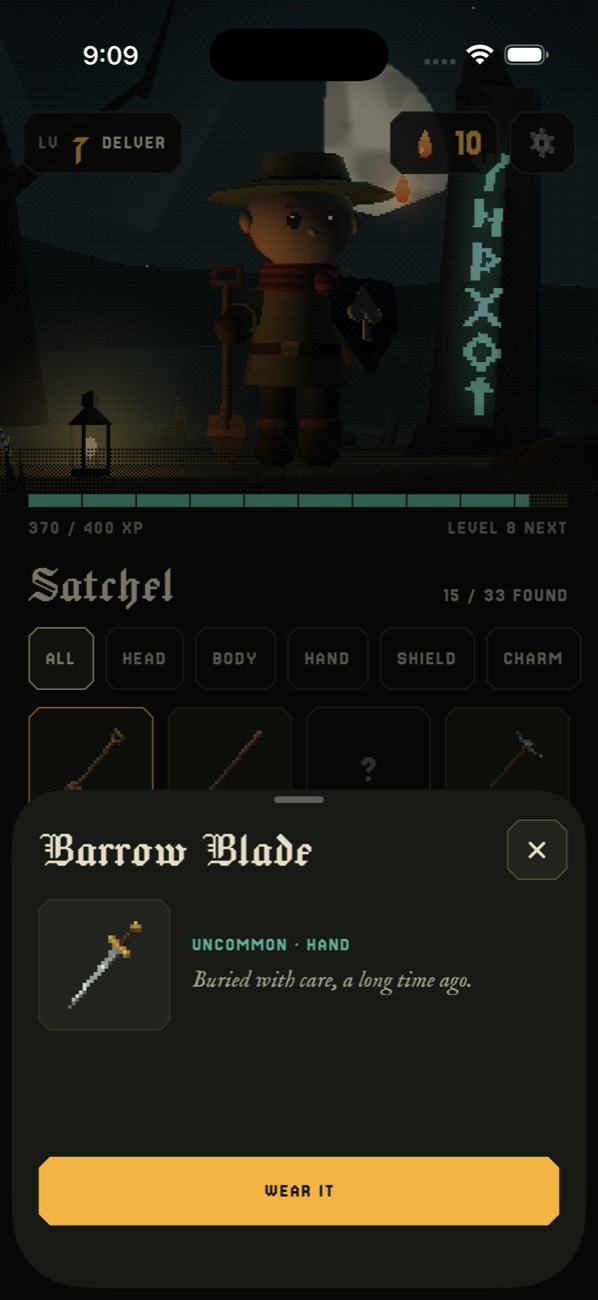 9:09
LV 7 DELVER
10
370 / 400 XP
LEVEL 8 NEXT
Satchel
15 / 33 FOUND
ALL
HEAD
BODY
HAND
SHIELD
CHARM
?
Barrow Blade
UNCOMMON · HAND
Buried with care, a long time ago.
WEAR IT